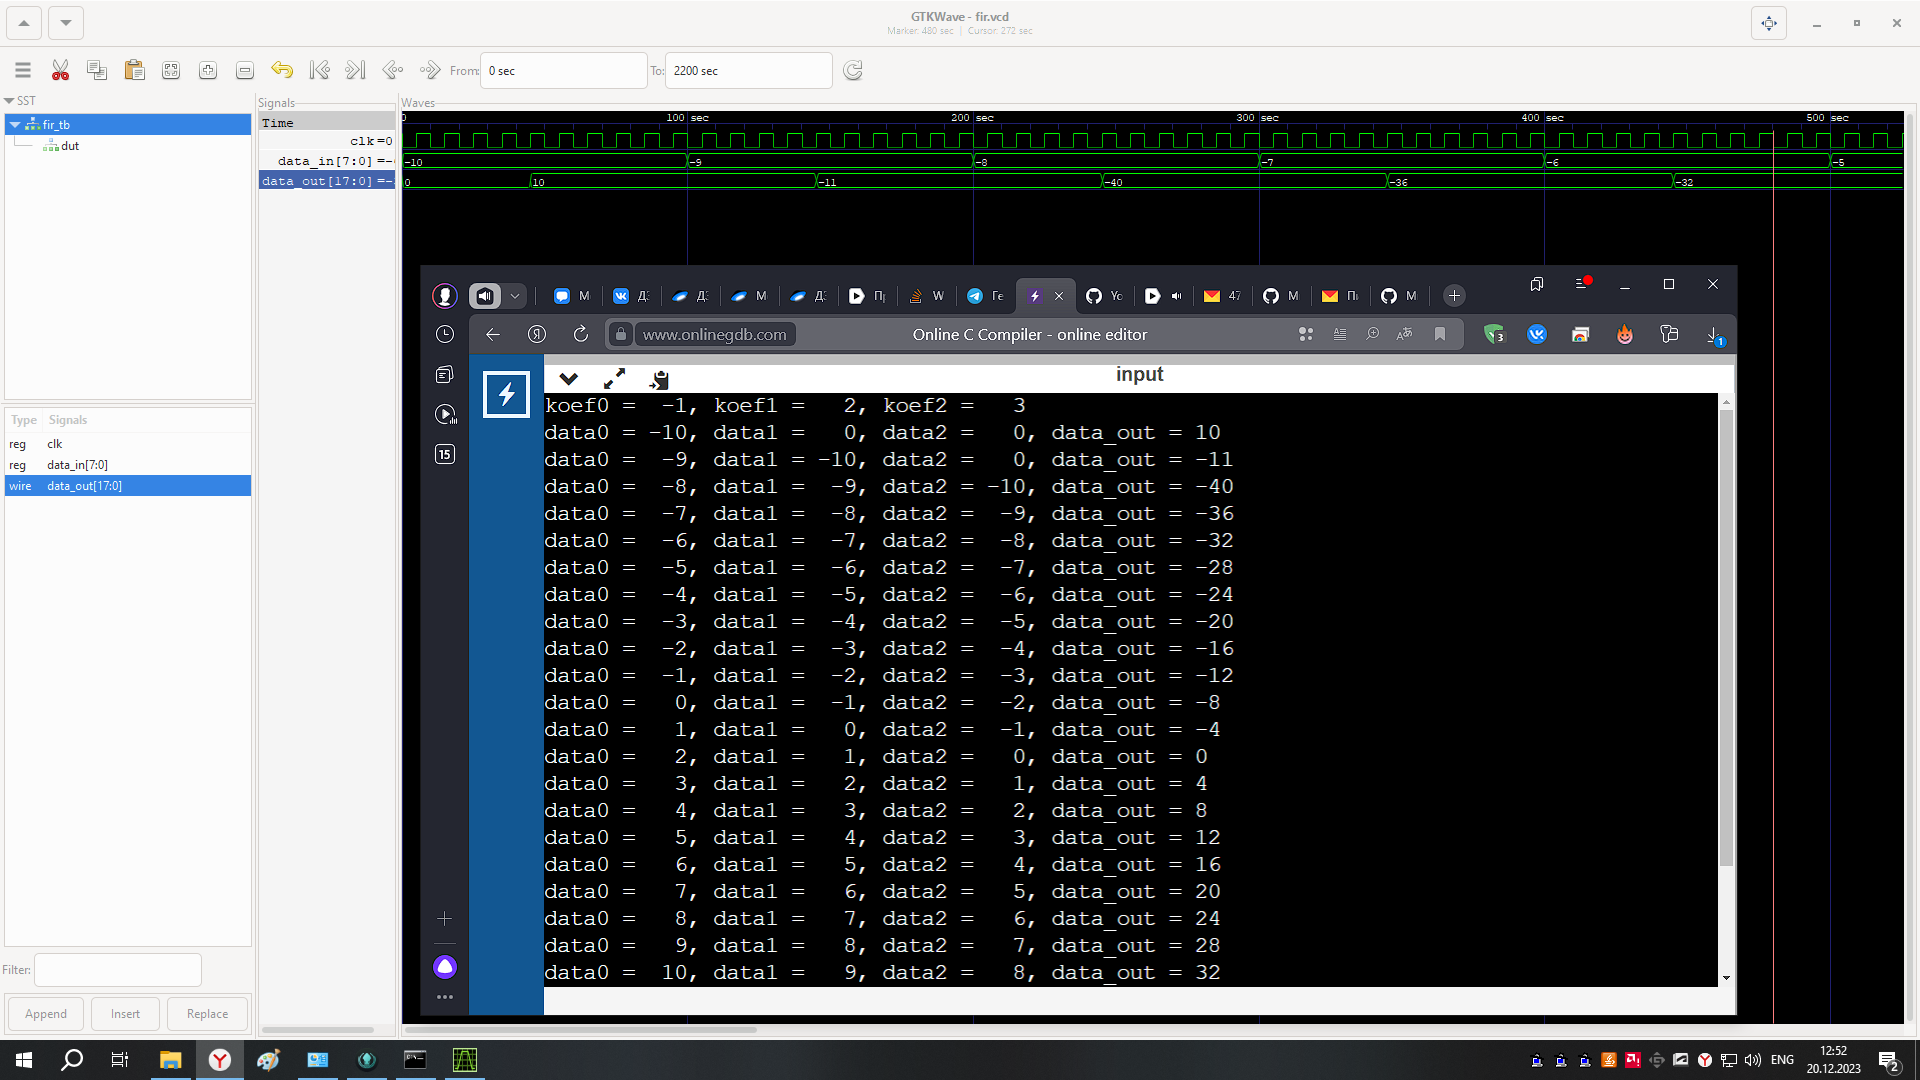 GTKWave - fir.vcd
Marker: 480 sec | Cursor: 272 sec
From: 0 sec To: 2200 sec
SST
fir_tb
dut
Type Signals
reg clk
reg data_in[7:0]
wire data_out[17:0]
Filter:
Append Insert Replace
Signals
Time
clk=0
data_in[7:0] =-
data_out[17:0] =-
Waves
0 100 sec 200 sec 300 sec 400 sec 500 sec
-10 -9 -8 -7 -6 -5
0 10 -11 -40 -36 -32
М Д: Д: М Д: Пр W Ге Yo 47 М П М
www.onlinegdb.com Online C Compiler - online editor
3 1
15
input
koef0 = -1, koef1 = 2, koef2 = 3
data0 = -10, data1 = 0, data2 = 0, data_out = 10
data0 = -9, data1 = -10, data2 = 0, data_out = -11
data0 = -8, data1 = -9, data2 = -10, data_out = -40
data0 = -7, data1 = -8, data2 = -9, data_out = -36
data0 = -6, data1 = -7, data2 = -8, data_out = -32
data0 = -5, data1 = -6, data2 = -7, data_out = -28
data0 = -4, data1 = -5, data2 = -6, data_out = -24
data0 = -3, data1 = -4, data2 = -5, data_out = -20
data0 = -2, data1 = -3, data2 = -4, data_out = -16
data0 = -1, data1 = -2, data2 = -3, data_out = -12
data0 = 0, data1 = -1, data2 = -2, data_out = -8
data0 = 1, data1 = 0, data2 = -1, data_out = -4
data0 = 2, data1 = 1, data2 = 0, data_out = 0
data0 = 3, data1 = 2, data2 = 1, data_out = 4
data0 = 4, data1 = 3, data2 = 2, data_out = 8
data0 = 5, data1 = 4, data2 = 3, data_out = 12
data0 = 6, data1 = 5, data2 = 4, data_out = 16
data0 = 7, data1 = 6, data2 = 5, data_out = 20
data0 = 8, data1 = 7, data2 = 6, data_out = 24
data0 = 9, data1 = 8, data2 = 7, data_out = 28
data0 = 10, data1 = 9, data2 = 8, data_out = 32
ENG
12:52
20.12.2023
2